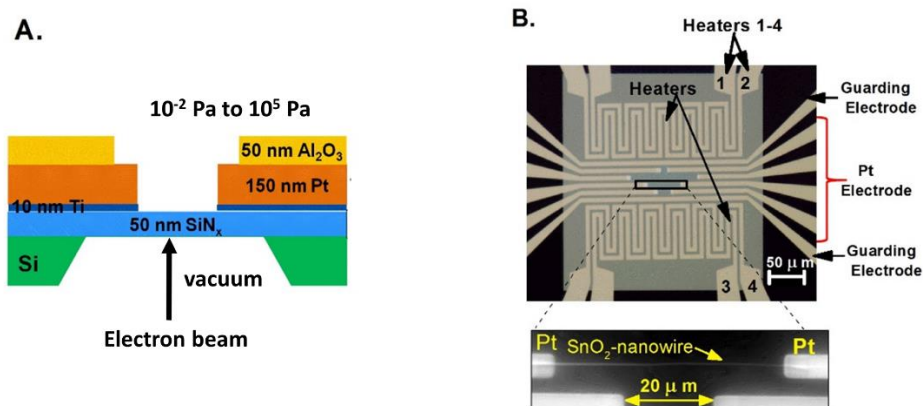 A.
10⁻² Pa to 10⁵ Pa
50 nm Al₂O₃
150 nm Pt
10 nm Ti
50 nm SiNₓ
Si
vacuum
Electron beam
B.
Heaters 1-4
1 2
Heaters
Guarding
Electrode
Pt
Electrode
Guarding
Electrode
50 μ m
3 4
Pt
SnO₂-nanowire
Pt
20 μ m